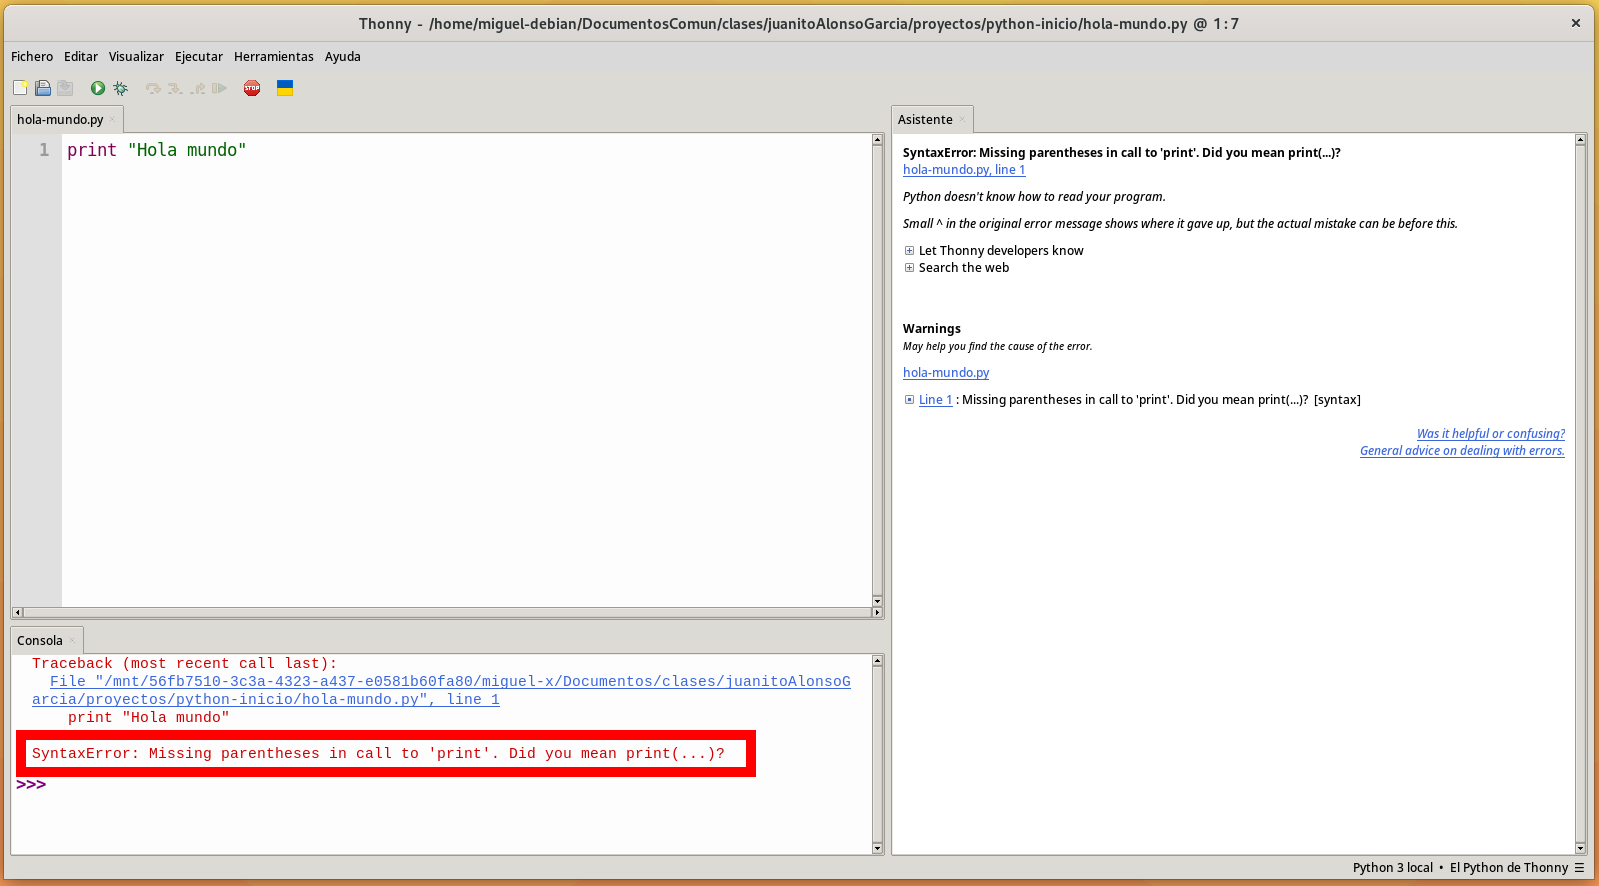 Thonny - /home/miguel-debian/DocumentosComun/clases/juanitoAlonsoGarcia/proyectos/python-inicio/hola-mundo.py @ 1:7
Fichero Editar Visualizar Ejecutar Herramientas Ayuda
STOP
hola-mundo.py
1 print "Hola mundo"
Consola
Traceback (most recent call last):
File "/mnt/56fb7510-3c3a-4323-a437-e0581b60fa80/miguel-x/Documentos/clases/juanitoAlonsoG
arcia/proyectos/python-inicio/hola-mundo.py", line 1
print "Hola mundo"
SyntaxError: Missing parentheses in call to 'print'. Did you mean print(...)?
>>>
Asistente
SyntaxError: Missing parentheses in call to 'print'. Did you mean print(...)?
hola-mundo.py, line 1
Python doesn't know how to read your program.
Small ^ in the original error message shows where it gave up, but the actual mistake can be before this.
Let Thonny developers know
Search the web
Warnings
May help you find the cause of the error.
hola-mundo.py
Line 1 : Missing parentheses in call to 'print'. Did you mean print(...)? [syntax]
Was it helpful or confusing?
General advice on dealing with errors.
Python 3 local • El Python de Thonny ☰